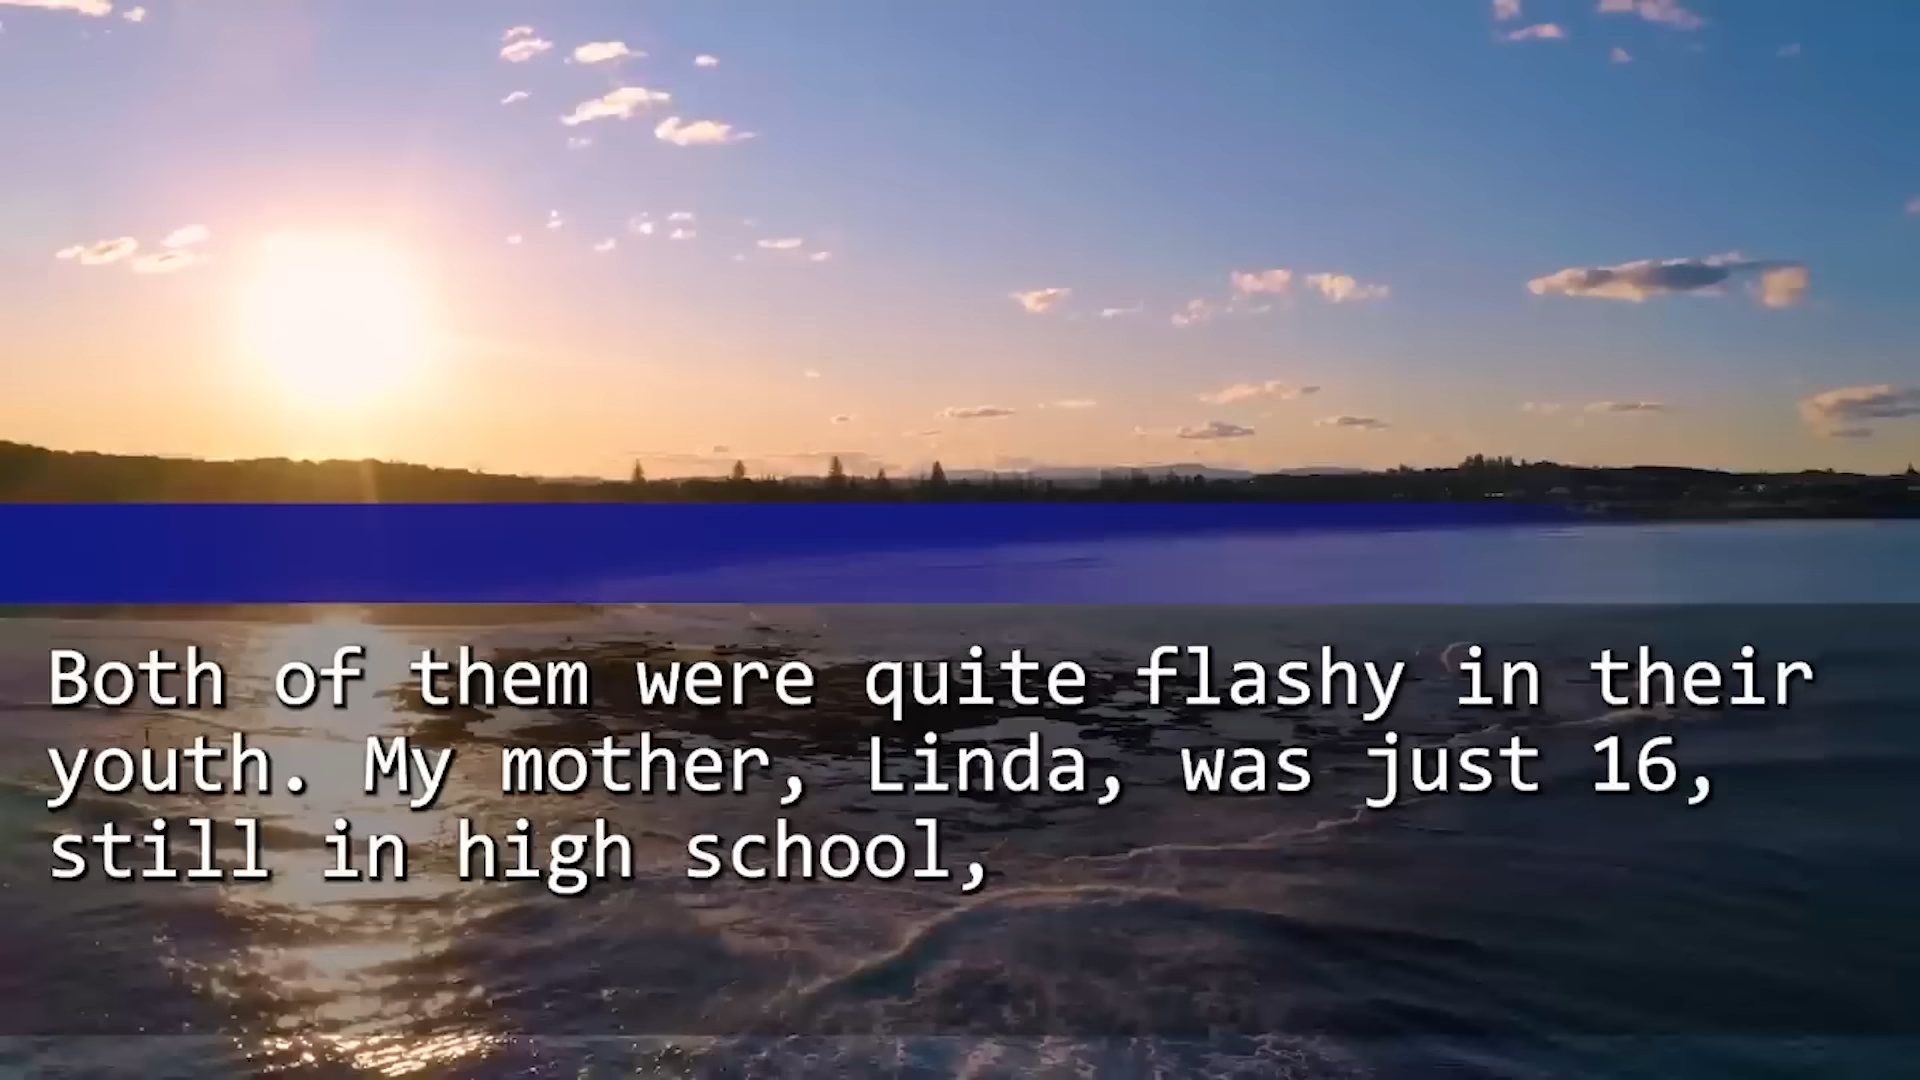 Both of them were quite flashy in their
youth. My mother, Linda, was just 16,
still in high school,